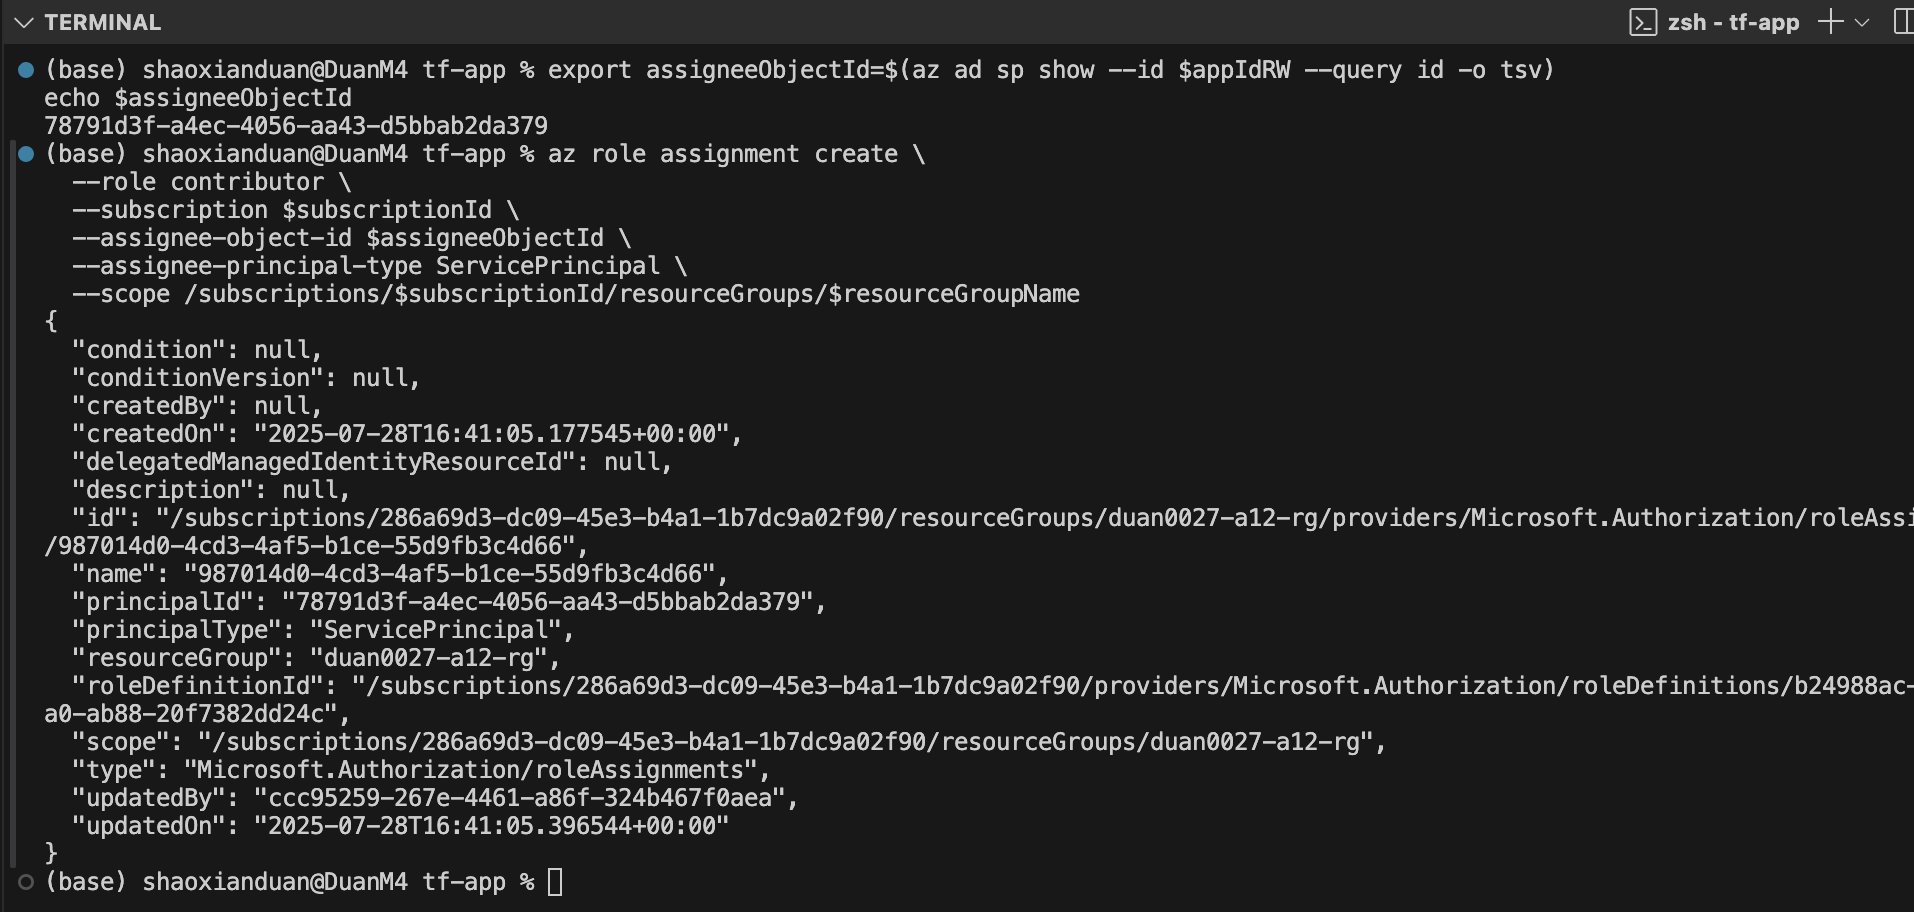 TERMINAL
zsh - tf-app
(base) shaoxianduan@DuanM4 tf-app % export assigneeObjectId=$(az ad sp show --id $appIdRW --query id -o tsv)
echo $assigneeObjectId
78791d3f-a4ec-4056-aa43-d5bbab2da379
(base) shaoxianduan@DuanM4 tf-app % az role assignment create \
  --role contributor \
  --subscription $subscriptionId \
  --assignee-object-id $assigneeObjectId \
  --assignee-principal-type ServicePrincipal \
  --scope /subscriptions/$subscriptionId/resourceGroups/$resourceGroupName
{
  "condition": null,
  "conditionVersion": null,
  "createdBy": null,
  "createdOn": "2025-07-28T16:41:05.177545+00:00",
  "delegatedManagedIdentityResourceId": null,
  "description": null,
  "id": "/subscriptions/286a69d3-dc09-45e3-b4a1-1b7dc9a02f90/resourceGroups/duan0027-a12-rg/providers/Microsoft.Authorization/roleAssi
/987014d0-4cd3-4af5-b1ce-55d9fb3c4d66",
  "name": "987014d0-4cd3-4af5-b1ce-55d9fb3c4d66",
  "principalId": "78791d3f-a4ec-4056-aa43-d5bbab2da379",
  "principalType": "ServicePrincipal",
  "resourceGroup": "duan0027-a12-rg",
  "roleDefinitionId": "/subscriptions/286a69d3-dc09-45e3-b4a1-1b7dc9a02f90/providers/Microsoft.Authorization/roleDefinitions/b24988ac-
a0-ab88-20f7382dd24c",
  "scope": "/subscriptions/286a69d3-dc09-45e3-b4a1-1b7dc9a02f90/resourceGroups/duan0027-a12-rg",
  "type": "Microsoft.Authorization/roleAssignments",
  "updatedBy": "ccc95259-267e-4461-a86f-324b467f0aea",
  "updatedOn": "2025-07-28T16:41:05.396544+00:00"
}
(base) shaoxianduan@DuanM4 tf-app %